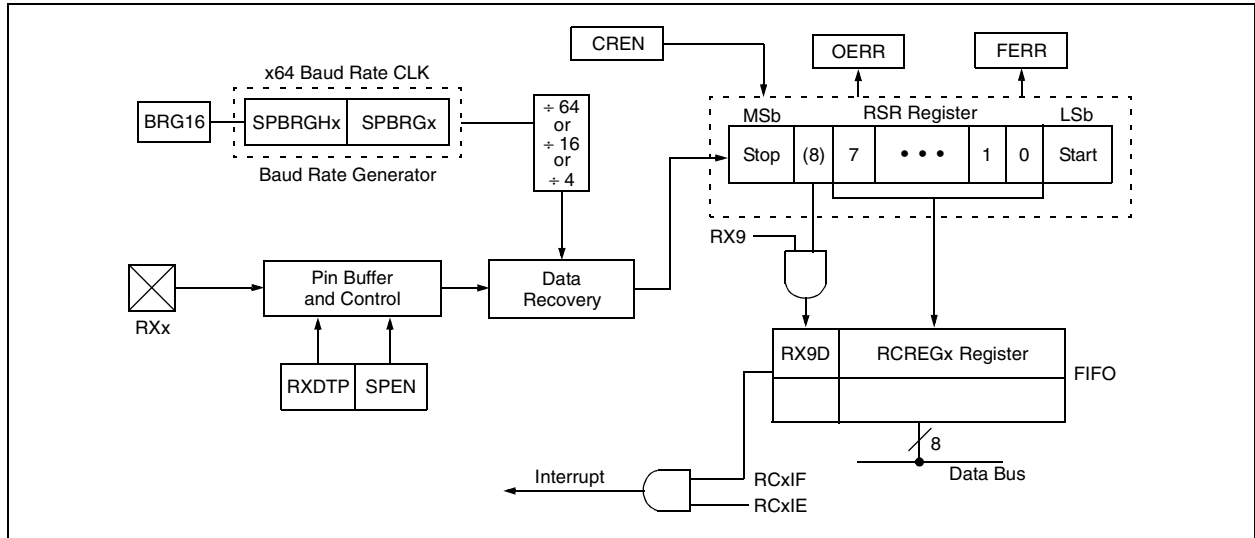 CREN
OERR
FERR
x64 Baud Rate CLK
BRG16
SPBRGHx
SPBRGx
Baud Rate Generator
÷ 64
or
÷ 16
or
÷ 4
MSb
RSR Register
LSb
Stop
(8)
7
• • •
1
0
Start
RX9
RXx
Pin Buffer
and Control
Data
Recovery
RXDTP
SPEN
RX9D
RCREGx Register
FIFO
8
Data Bus
Interrupt
RCxIF
RCxIE